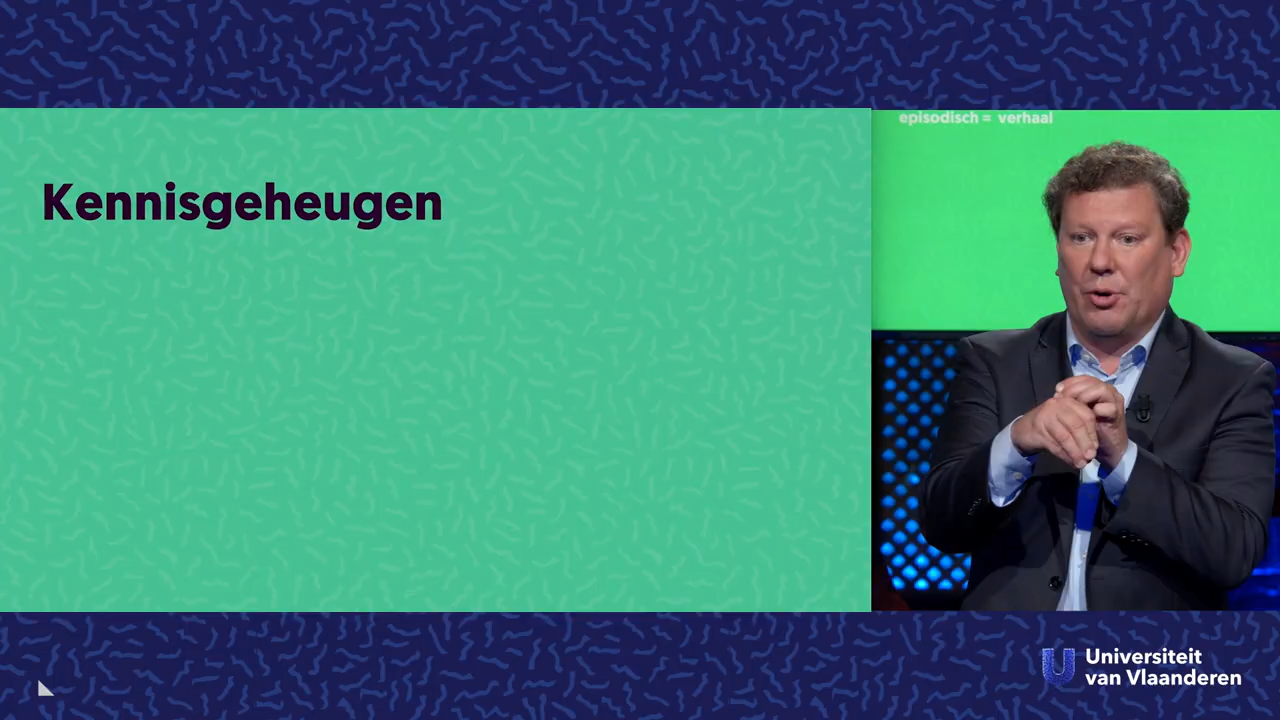 episodisch = verhaal
Kennisgeheugen
Universiteit
van Vlaanderen